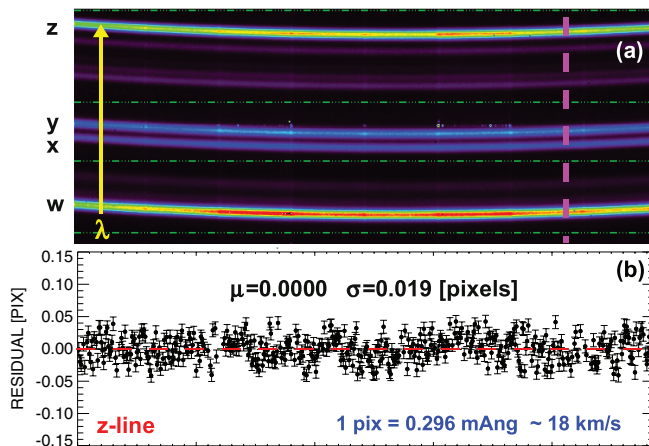 z
(a)
y
x
w
λ
0.15
(b)
0.10
μ=0.0000 σ=0.019 [pixels]
0.05
0.00
-0.05
-0.10
z-line
1 pix = 0.296 mAng ~ 18 km/s
-0.15
RESIDUAL [PIX]